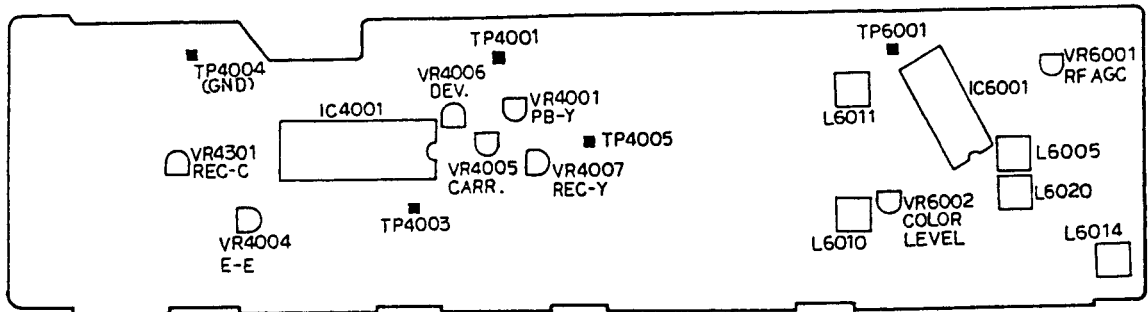 TP4004
(GND)
IC4001
VR4301
REC-C
VR4004
E-E
VR4006
DEV.
TP4001
VR4001
PB-Y
TP4005
VR4005
CARR.
VR4007
REC-Y
TP4003
TP6001
L6011
IC6001
VR6001
RF AGC
L6005
L6020
L6010
VR6002
COLOR
LEVEL
L6014